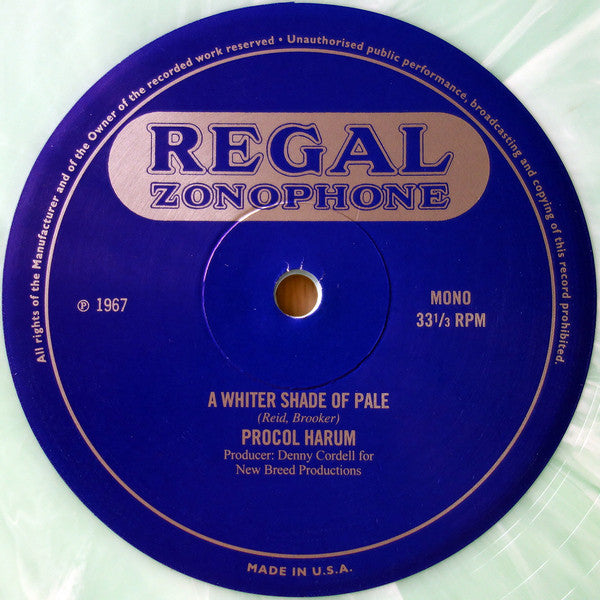 All rights of the Manufacturer and of the Owner of the recorded work reserved • Unauthorised public performance, broadcasting and copying of this record prohibited.
REGAL
ZONOPHONE
℗ 1967
MONO
33 1/3 RPM
A WHITER SHADE OF PALE
(Reid, Brooker)
PROCOL HARUM
Producer: Denny Cordell for
New Breed Productions
MADE IN U.S.A.